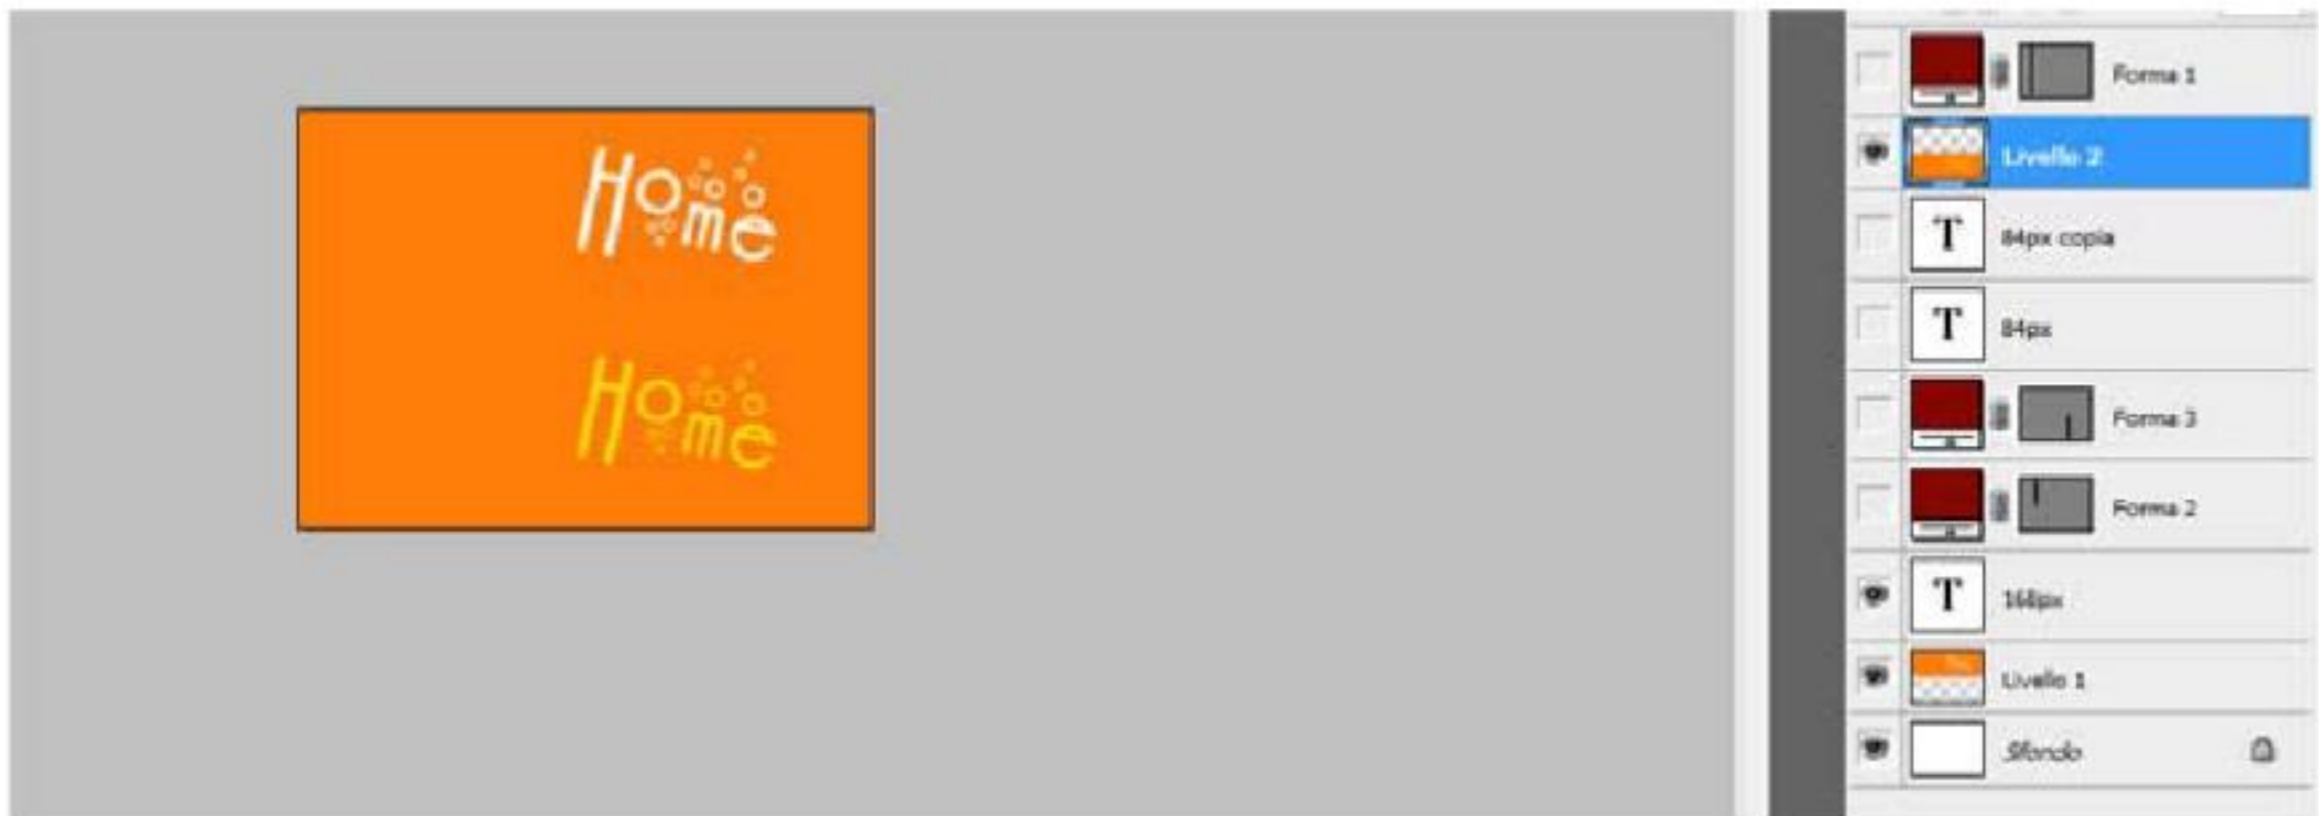 Home
Home
Forma 1
Livello 2
T
84px copia
T
84px
Forma 3
Forma 2
T
168px
Livello 1
Sfondo